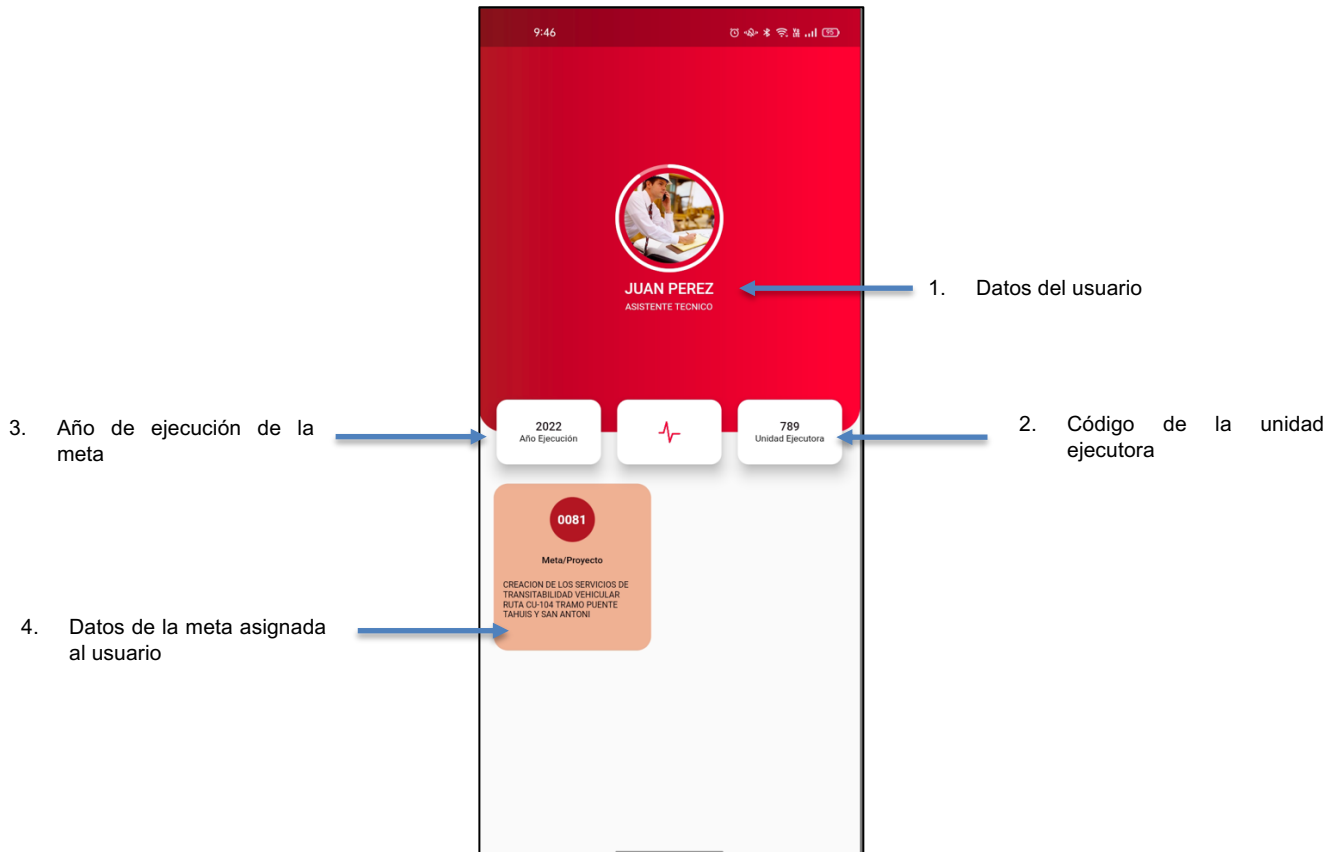 9:46
95
JUAN PEREZ
ASISTENTE TECNICO
1. Datos del usuario
2022
Año Ejecución
789
Unidad Ejecutora
3. Año de ejecución de la
meta
2. Código de la unidad
ejecutora
0081
Meta/Proyecto
CREACION DE LOS SERVICIOS DE
TRANSITABILIDAD VEHICULAR
RUTA CU-104 TRAMO PUENTE
TAHUIS Y SAN ANTONI
4. Datos de la meta asignada
al usuario